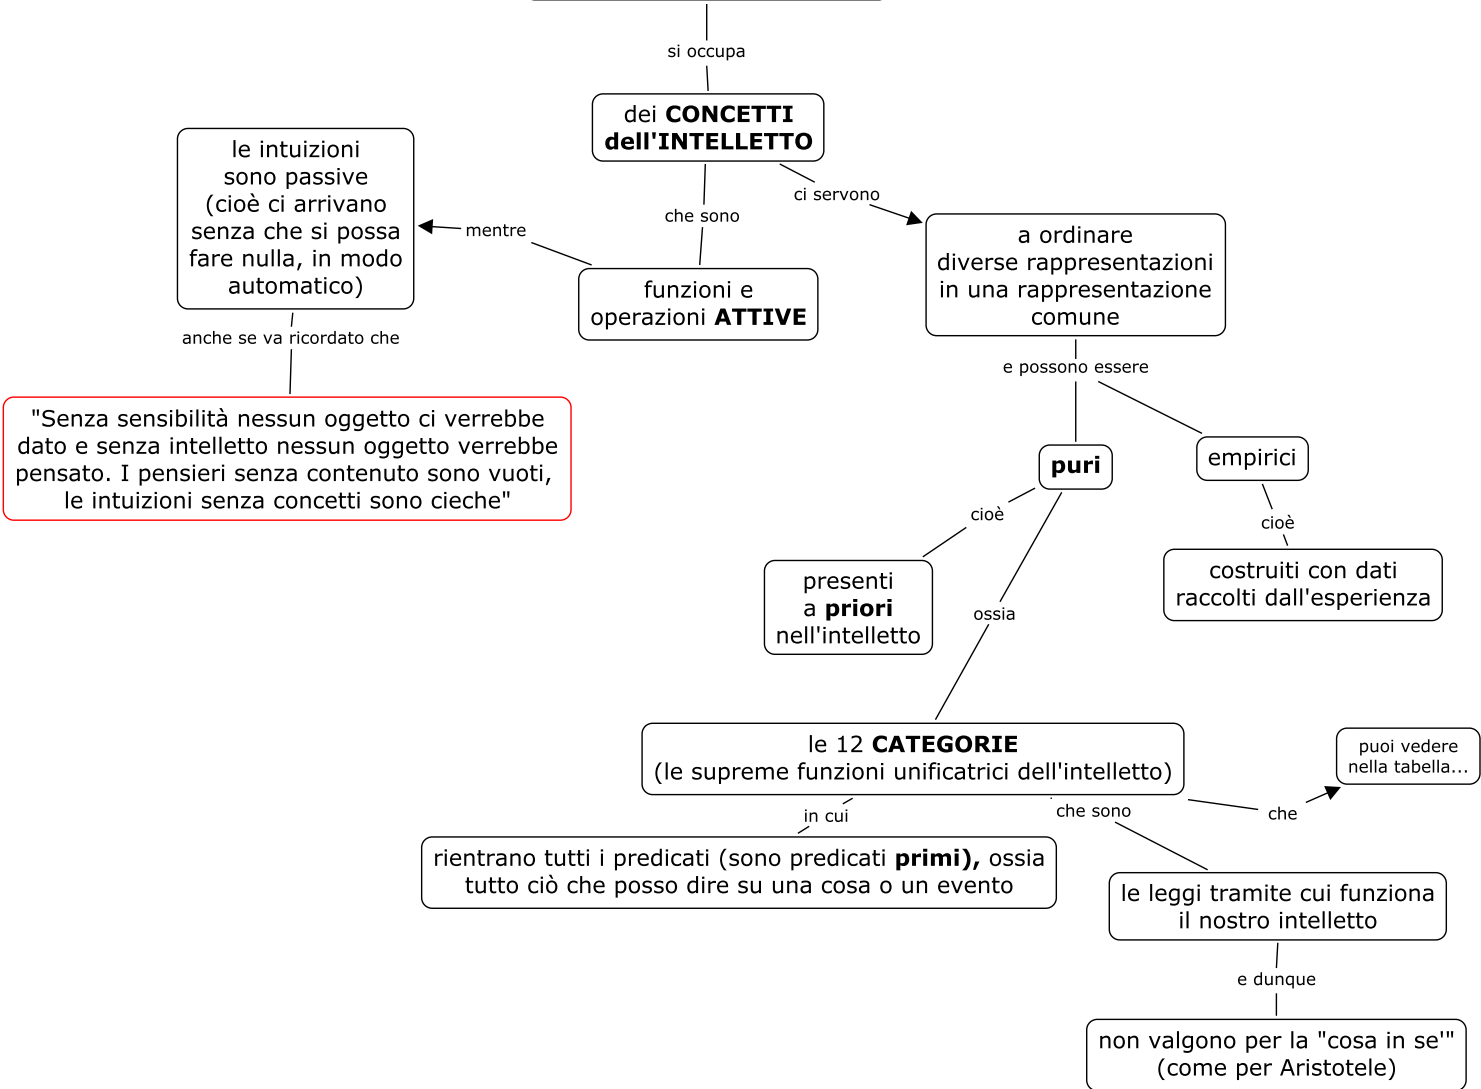 si occupa
dei CONCETTI
dell'INTELLETTO
le intuizioni
sono passive
(cioè ci arrivano
senza che si possa
fare nulla, in modo
automatico)
ci servono
che sono
mentre
a ordinare
diverse rappresentazioni
in una rappresentazione
comune
funzioni e
operazioni ATTIVE
anche se va ricordato che
e possono essere
"Senza sensibilità nessun oggetto ci verrebbe
dato e senza intelletto nessun oggetto verrebbe
pensato. I pensieri senza contenuto sono vuoti,
le intuizioni senza concetti sono cieche"
puri
empirici
cioè
cioè
presenti
a priori
nell'intelletto
costruiti con dati
raccolti dall'esperienza
ossia
le 12 CATEGORIE
(le supreme funzioni unificatrici dell'intelletto)
puoi vedere
nella tabella...
in cui
che sono
che
rientrano tutti i predicati (sono predicati primi), ossia
tutto ciò che posso dire su una cosa o un evento
le leggi tramite cui funziona
il nostro intelletto
e dunque
non valgono per la "cosa in se'"
(come per Aristotele)